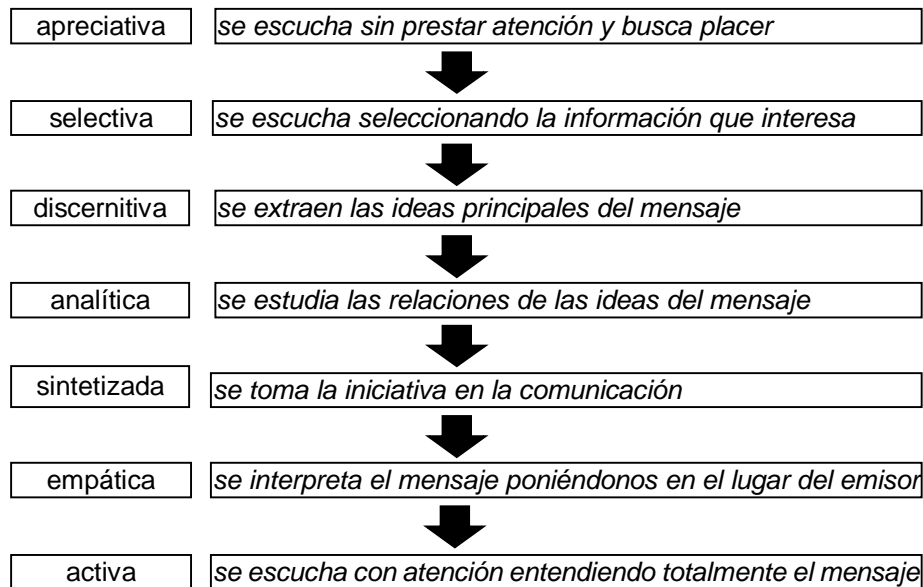 apreciativa se escucha sin prestar atención y busca placer
selectiva se escucha seleccionando la información que interesa
discernitiva se extraen las ideas principales del mensaje
analítica se estudia las relaciones de las ideas del mensaje
sintetizada se toma la iniciativa en la comunicación
empática se interpreta el mensaje poniéndonos en el lugar del emisor
activa se escucha con atención entendiendo totalmente el mensaje